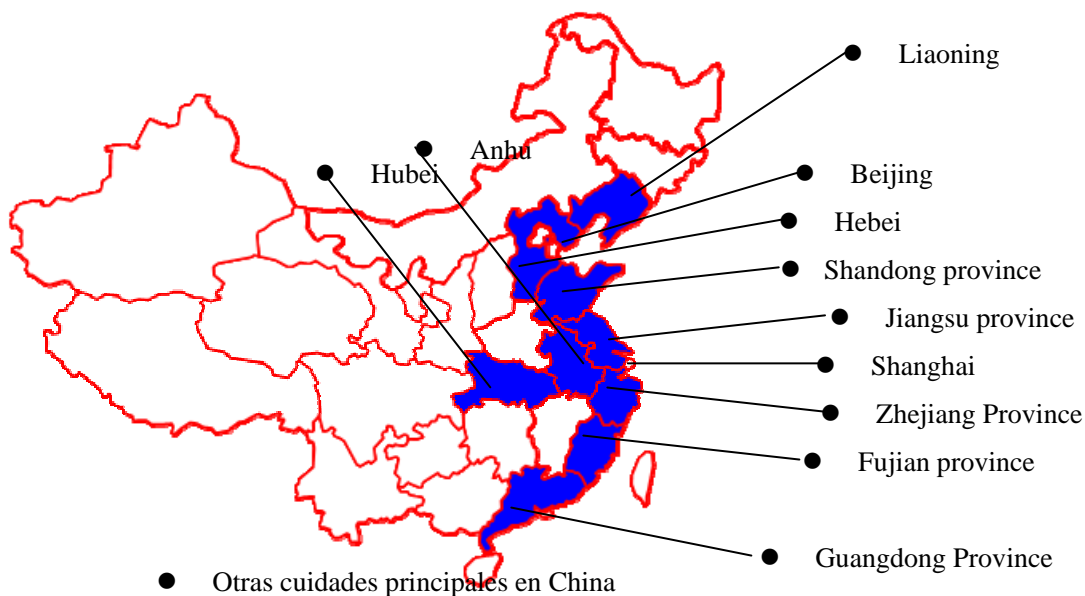 Liaoning
Anhu
Hubei
Beijing
Hebei
Shandong province
Jiangsu province
Shanghai
Zhejiang Province
Fujian province
Guangdong Province
Otras cuidades principales en China